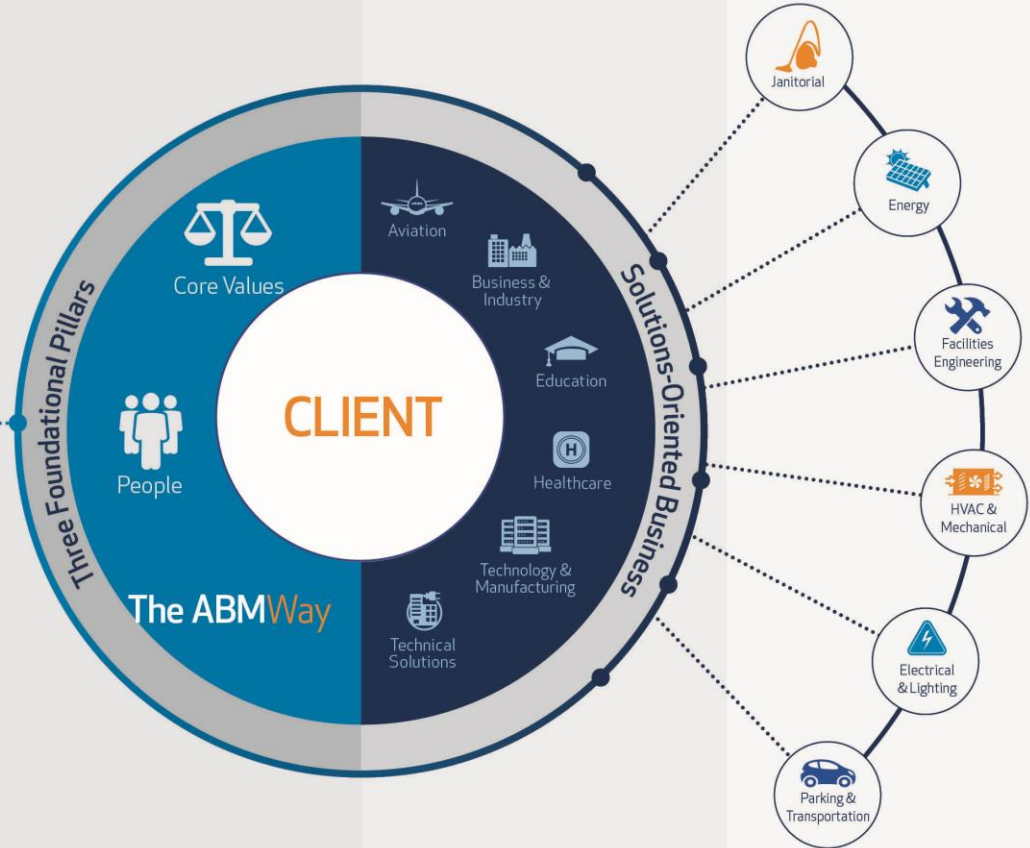 Three Foundational Pillars
Core Values
People
The ABMWay
CLIENT
Aviation
Business &
Industry
Education
H
Healthcare
Technology &
Manufacturing
Technical
Solutions
Solutions-Oriented Business
Janitorial
Energy
Facilities
Engineering
HVAC &
Mechanical
Electrical
& Lighting
Parking &
Transportation